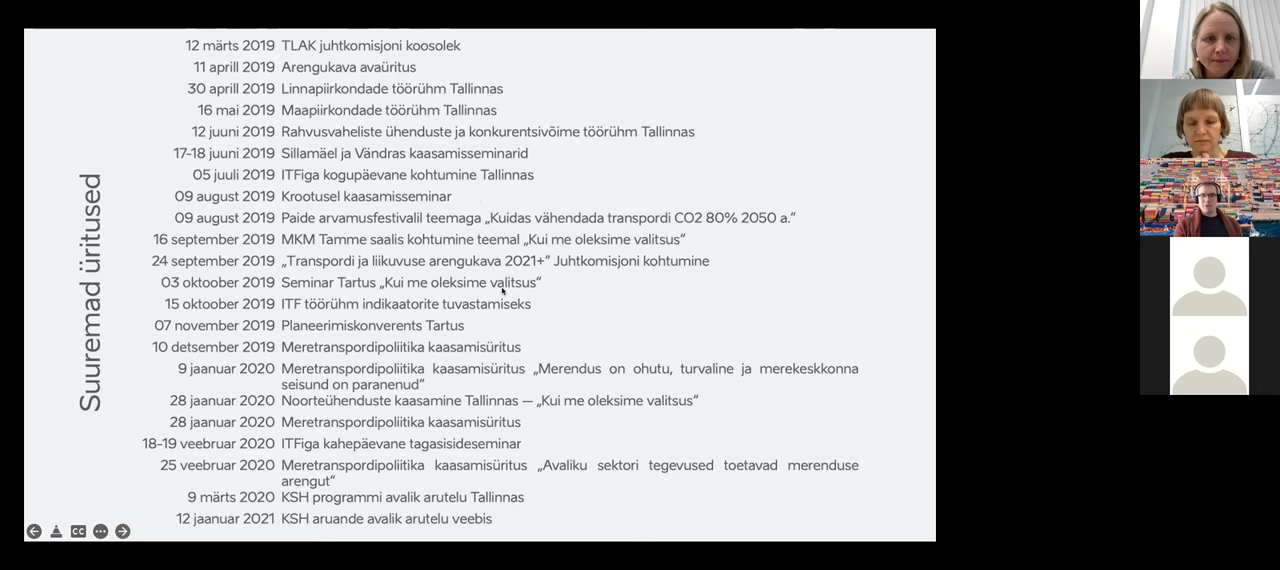 Suuremad üritused
12 märts 2019 TLAK juhtkomisjoni koosolek
11 aprill 2019 Arengukava avaüritus
30 aprill 2019 Linnapiirkondade töörühm Tallinnas
16 mai 2019 Maapiirkondade töörühm Tallinnas
12 juuni 2019 Rahvusvaheliste ühenduste ja konkurentsivõime töörühm Tallinnas
17-18 juuni 2019 Sillamäel ja Vändras kaasamisseminarid
05 juuli 2019 ITFiga kogupäevane kohtumine Tallinnas
09 august 2019 Krootusel kaasamisseminar
09 august 2019 Paide arvamusfestivalil teemaga „Kuidas vähendada transpordi CO2 80% 2050 a.“
16 september 2019 MKM Tamme saalis kohtumine teemal „Kui me oleksime valitsus“
24 september 2019 „Transpordi ja liikuvuse arengukava 2021+“ Juhtkomisjoni kohtumine
03 oktoober 2019 Seminar Tartus „Kui me oleksime valitsus“
15 oktoober 2019 ITF töörühm indikaatorite tuvastamiseks
07 november 2019 Planeerimiskonverents Tartus
10 detsember 2019 Meretranspordipoliitika kaasamisüritus
9 jaanuar 2020 Meretranspordipoliitika kaasamisüritus „Merendus on ohutu, turvaline ja merekeskkonna
seisund on paranenud“
28 jaanuar 2020 Noorteühenduste kaasamine Tallinnas — „Kui me oleksime valitsus“
28 jaanuar 2020 Meretranspordipoliitika kaasamisüritus
18-19 veebruar 2020 ITFiga kahepäevane tagasisideseminar
25 veebruar 2020 Meretranspordipoliitika kaasamisüritus „Avaliku sektori tegevused toetavad merenduse
arengut“
9 märts 2020 KSH programmi avalik arutelu Tallinnas
12 jaanuar 2021 KSH aruande avalik arutelu veebis
CC